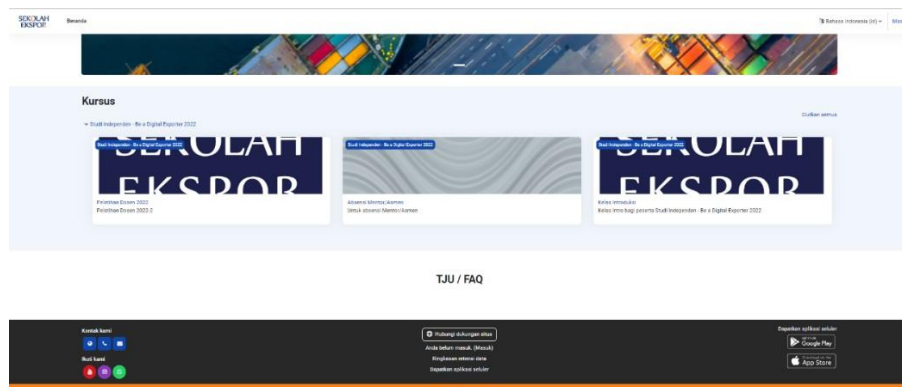 SEKOLAH
EKSPOR
Beranda
Bahasa Indonesia (id)
Kursus
Ciutkan semua
Studi Independen - Be a Digital Exporter 2022
Studi Independen - Be a Digital Exporter 2022
SEKOLAH
EKSPOR
Pelatihan Dosen 2022
Pelatihan Dosen 2022.2
Studi Independen - Be a Digital Exporter 2022
Absensi Mentor/Asmen
Untuk absensi Mentor/Asmen
Studi Independen - Be a Digital Exporter 2022
SEKOLAH
EKSPOR
Kelas Introduksi
Kelas Intro bagi peserta Studi Independen - Be a Digital Exporter 2022
TJU / FAQ
Kontak kami
Ikuti kami
Hubungi dukungan situs
Anda belum masuk. (Masuk)
Ringkasan retensi data
Dapatkan aplikasi seluler
Dapatkan aplikasi seluler
Google Play
App Store